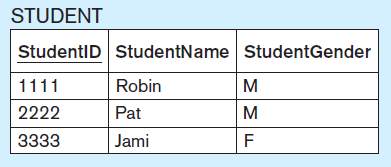 STUDENT
StudentID StudentName StudentGender
1111 Robin M
2222 Pat M
3333 Jami F